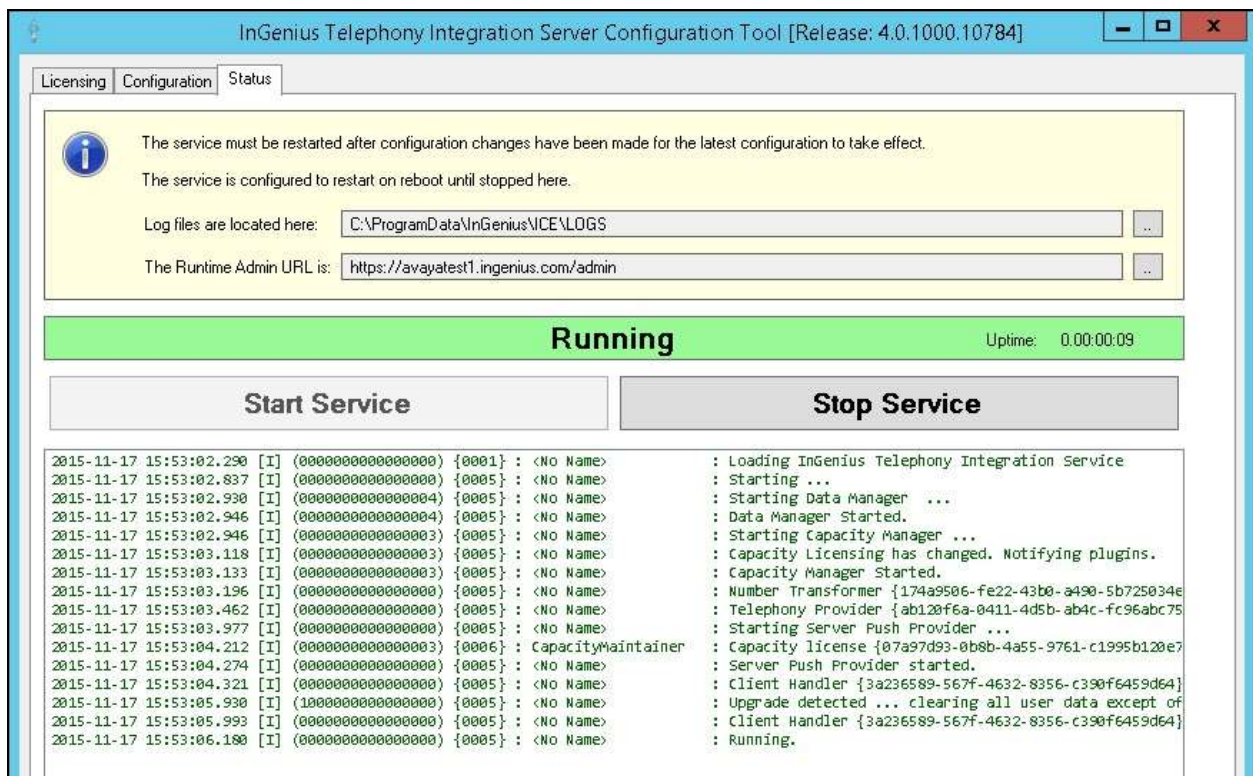 InGenius Telephony Integration Server Configuration Tool [Release: 4.0.1000.10784]
Licensing Configuration Status
The service must be restarted after configuration changes have been made for the latest configuration to take effect.
The service is configured to restart on reboot until stopped here.
Log files are located here: C:\ProgramData\InGenius\ICE\LOGS ..
The Runtime Admin URL is: https://avayatest1.ingenius.com/admin ..
Running Uptime: 0.00:00:09
Start Service Stop Service
2015-11-17 15:53:02.290 [I] (0000000000000000) {0001} : <No Name> : Loading InGenius Telephony Integration Service
2015-11-17 15:53:02.837 [I] (0000000000000000) {0005} : <No Name> : Starting ...
2015-11-17 15:53:02.930 [I] (0000000000000004) {0005} : <No Name> : Starting Data Manager ...
2015-11-17 15:53:02.946 [I] (0000000000000004) {0005} : <No Name> : Data Manager Started.
2015-11-17 15:53:02.946 [I] (0000000000000003) {0005} : <No Name> : Starting Capacity Manager ...
2015-11-17 15:53:03.118 [I] (0000000000000003) {0005} : <No Name> : Capacity Licensing has changed. Notifying plugins.
2015-11-17 15:53:03.133 [I] (0000000000000003) {0005} : <No Name> : Capacity Manager Started.
2015-11-17 15:53:03.196 [I] (0000000000000000) {0005} : <No Name> : Number Transformer {174a9506-fe22-43b0-a490-5b725034e
2015-11-17 15:53:03.462 [I] (0000000000000000) {0005} : <No Name> : Telephony Provider {ab120f6a-0411-4d5b-ab4c-fc96abc75
2015-11-17 15:53:03.977 [I] (0000000000000000) {0005} : <No Name> : Starting Server Push Provider ...
2015-11-17 15:53:04.212 [I] (0000000000000003) {0006} : CapacityMaintainer : Capacity license {07a97d93-0b8b-4a55-9761-c1995b120e7
2015-11-17 15:53:04.274 [I] (0000000000000000) {0005} : <No Name> : Server Push Provider started.
2015-11-17 15:53:04.321 [I] (0000000000000000) {0005} : <No Name> : Client Handler {3a236589-567f-4632-8356-c390f6459d64}
2015-11-17 15:53:05.930 [I] (1000000000000000) {0005} : <No Name> : Upgrade detected ... clearing all user data except of
2015-11-17 15:53:05.993 [I] (0000000000000000) {0005} : <No Name> : Client Handler {3a236589-567f-4632-8356-c390f6459d64}
2015-11-17 15:53:06.180 [I] (0000000000000000) {0005} : <No Name> : Running.